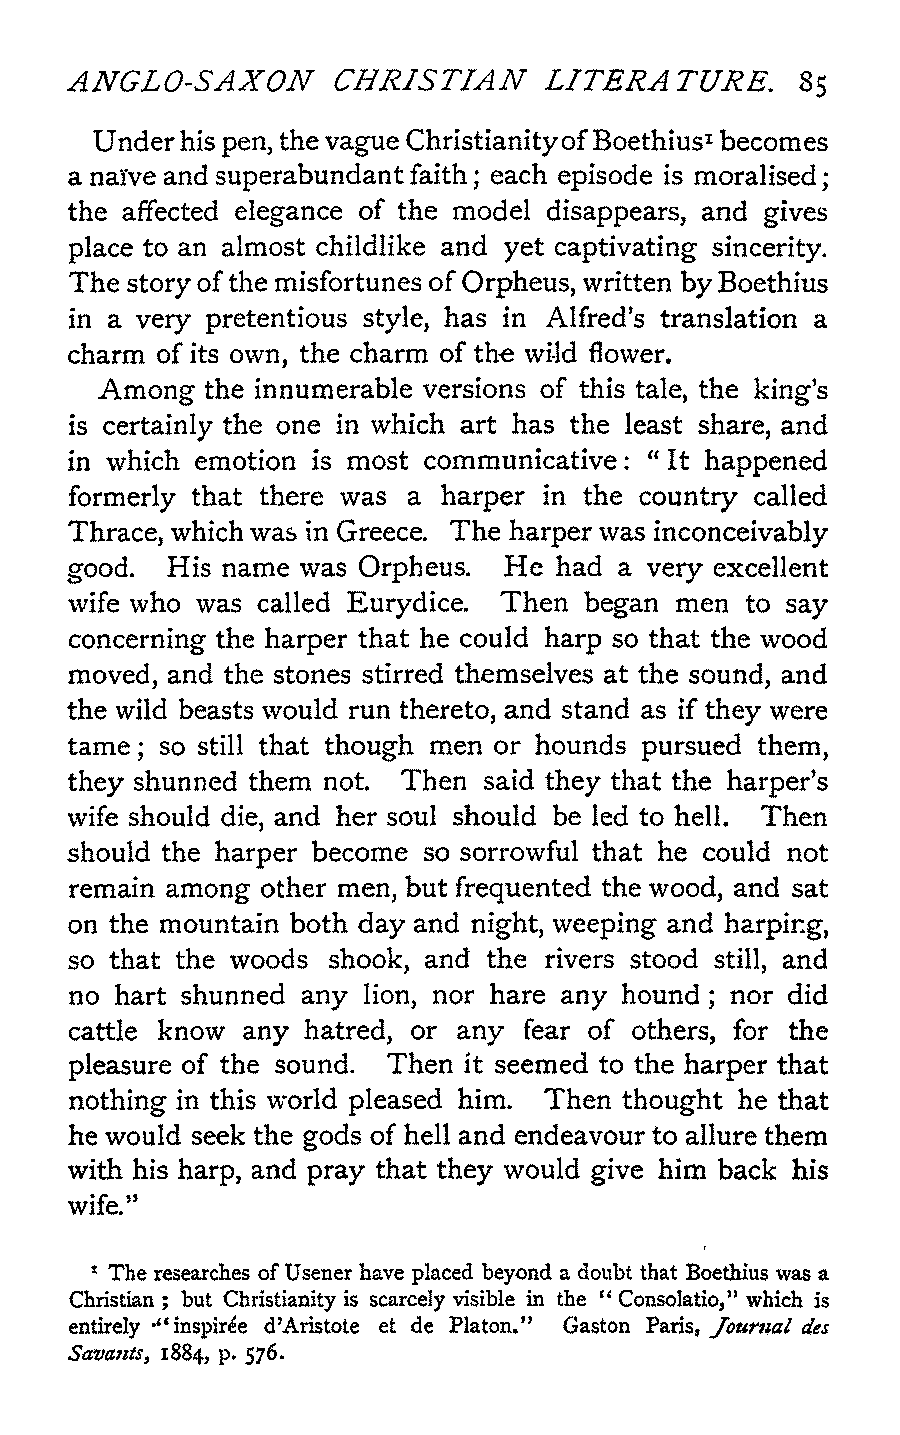 ANGLO-SAXON CHRISTIAN LITERATURE. 85
Under his pen, the vague Christianity of Boethius¹ becomes
a naïve and superabundant faith; each episode is moralised;
the affected elegance of the model disappears, and gives
place to an almost childlike and yet captivating sincerity.
The story of the misfortunes of Orpheus, written by Boethius
in a very pretentious style, has in Alfred's translation a
charm of its own, the charm of the wild flower.
Among the innumerable versions of this tale, the king's
is certainly the one in which art has the least share, and
in which emotion is most communicative: "It happened
formerly that there was a harper in the country called
Thrace, which was in Greece. The harper was inconceivably
good. His name was Orpheus. He had a very excellent
wife who was called Eurydice. Then began men to say
concerning the harper that he could harp so that the wood
moved, and the stones stirred themselves at the sound, and
the wild beasts would run thereto, and stand as if they were
tame; so still that though men or hounds pursued them,
they shunned them not. Then said they that the harper's
wife should die, and her soul should be led to hell. Then
should the harper become so sorrowful that he could not
remain among other men, but frequented the wood, and sat
on the mountain both day and night, weeping and harping,
so that the woods shook, and the rivers stood still, and
no hart shunned any lion, nor hare any hound; nor did
cattle know any hatred, or any fear of others, for the
pleasure of the sound. Then it seemed to the harper that
nothing in this world pleased him. Then thought he that
he would seek the gods of hell and endeavour to allure them
with his harp, and pray that they would give him back his
wife."
¹ The researches of Usener have placed beyond a doubt that Boethius was a
Christian; but Christianity is scarcely visible in the "Consolatio," which is
entirely "inspirée d'Aristote et de Platon." Gaston Paris, Journal des
Savants, 1884, p. 576.